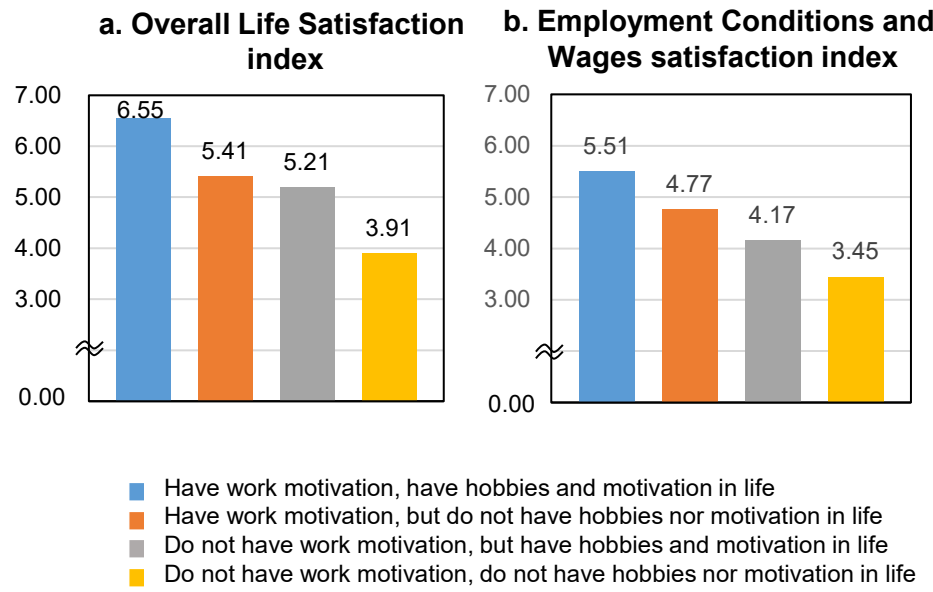 a. Overall Life Satisfaction
index
7.00
6.00
5.00
4.00
3.00
0.00
6.55
5.41
5.21
3.91
b. Employment Conditions and
Wages satisfaction index
7.00
6.00
5.00
4.00
3.00
0.00
5.51
4.77
4.17
3.45
Have work motivation, have hobbies and motivation in life
Have work motivation, but do not have hobbies nor motivation in life
Do not have work motivation, but have hobbies and motivation in life
Do not have work motivation, do not have hobbies nor motivation in life